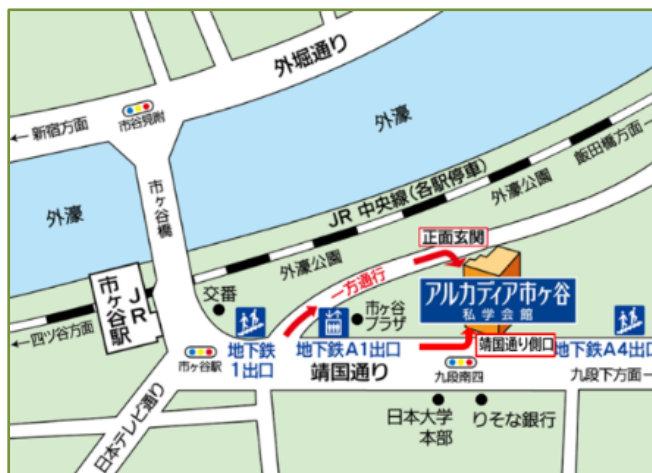 外堀通り
←新宿方面
市谷見附
外濠
飯田橋方面→
外濠
市ヶ谷橋
JR 中央線(各駅停車)
外濠公園
外濠公園
正面玄関
一方通行
JR
市ヶ谷駅
交番
市ヶ谷
プラザ
アルカディア市ヶ谷
私学会館
←四ツ谷方面
地下鉄
1出口
地下鉄A1出口
靖国通り側口
地下鉄A4出口
市ヶ谷駅
靖国通り
九段南四
九段下方面→
日本テレビ通り
日本大学
本部
りそな銀行